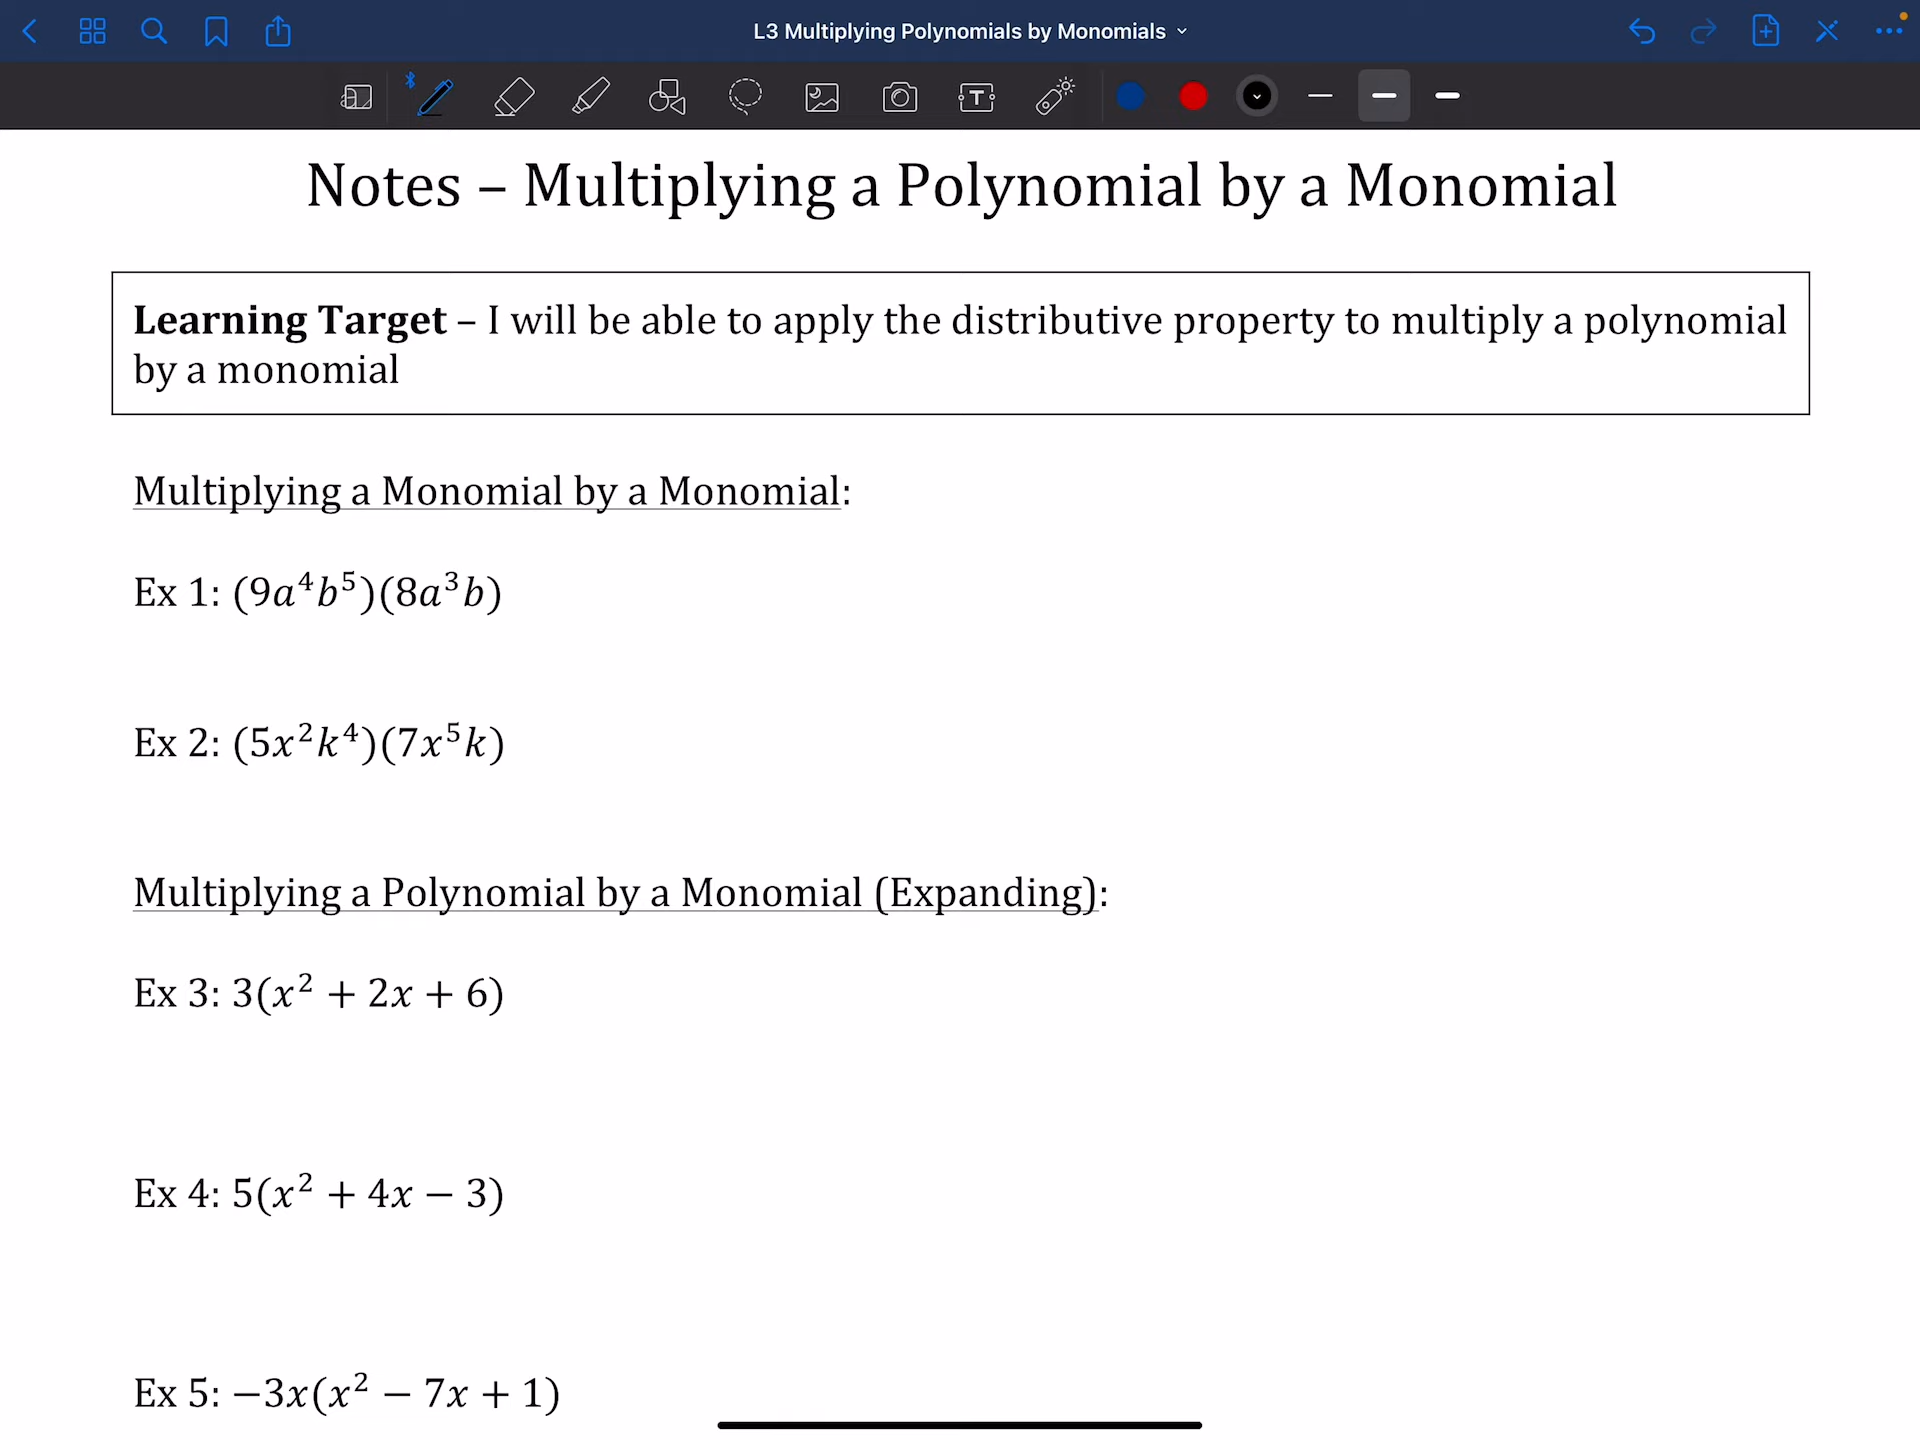 L3 Multiplying Polynomials by Monomials
Notes – Multiplying a Polynomial by a Monomial
Learning Target – I will be able to apply the distributive property to multiply a polynomial
by a monomial
Multiplying a Monomial by a Monomial:
Ex 1: (9a⁴b⁵)(8a³b)
Ex 2: (5x²k⁴)(7x⁵k)
Multiplying a Polynomial by a Monomial (Expanding):
Ex 3: 3(x² + 2x + 6)
Ex 4: 5(x² + 4x − 3)
Ex 5: −3x(x² − 7x + 1)